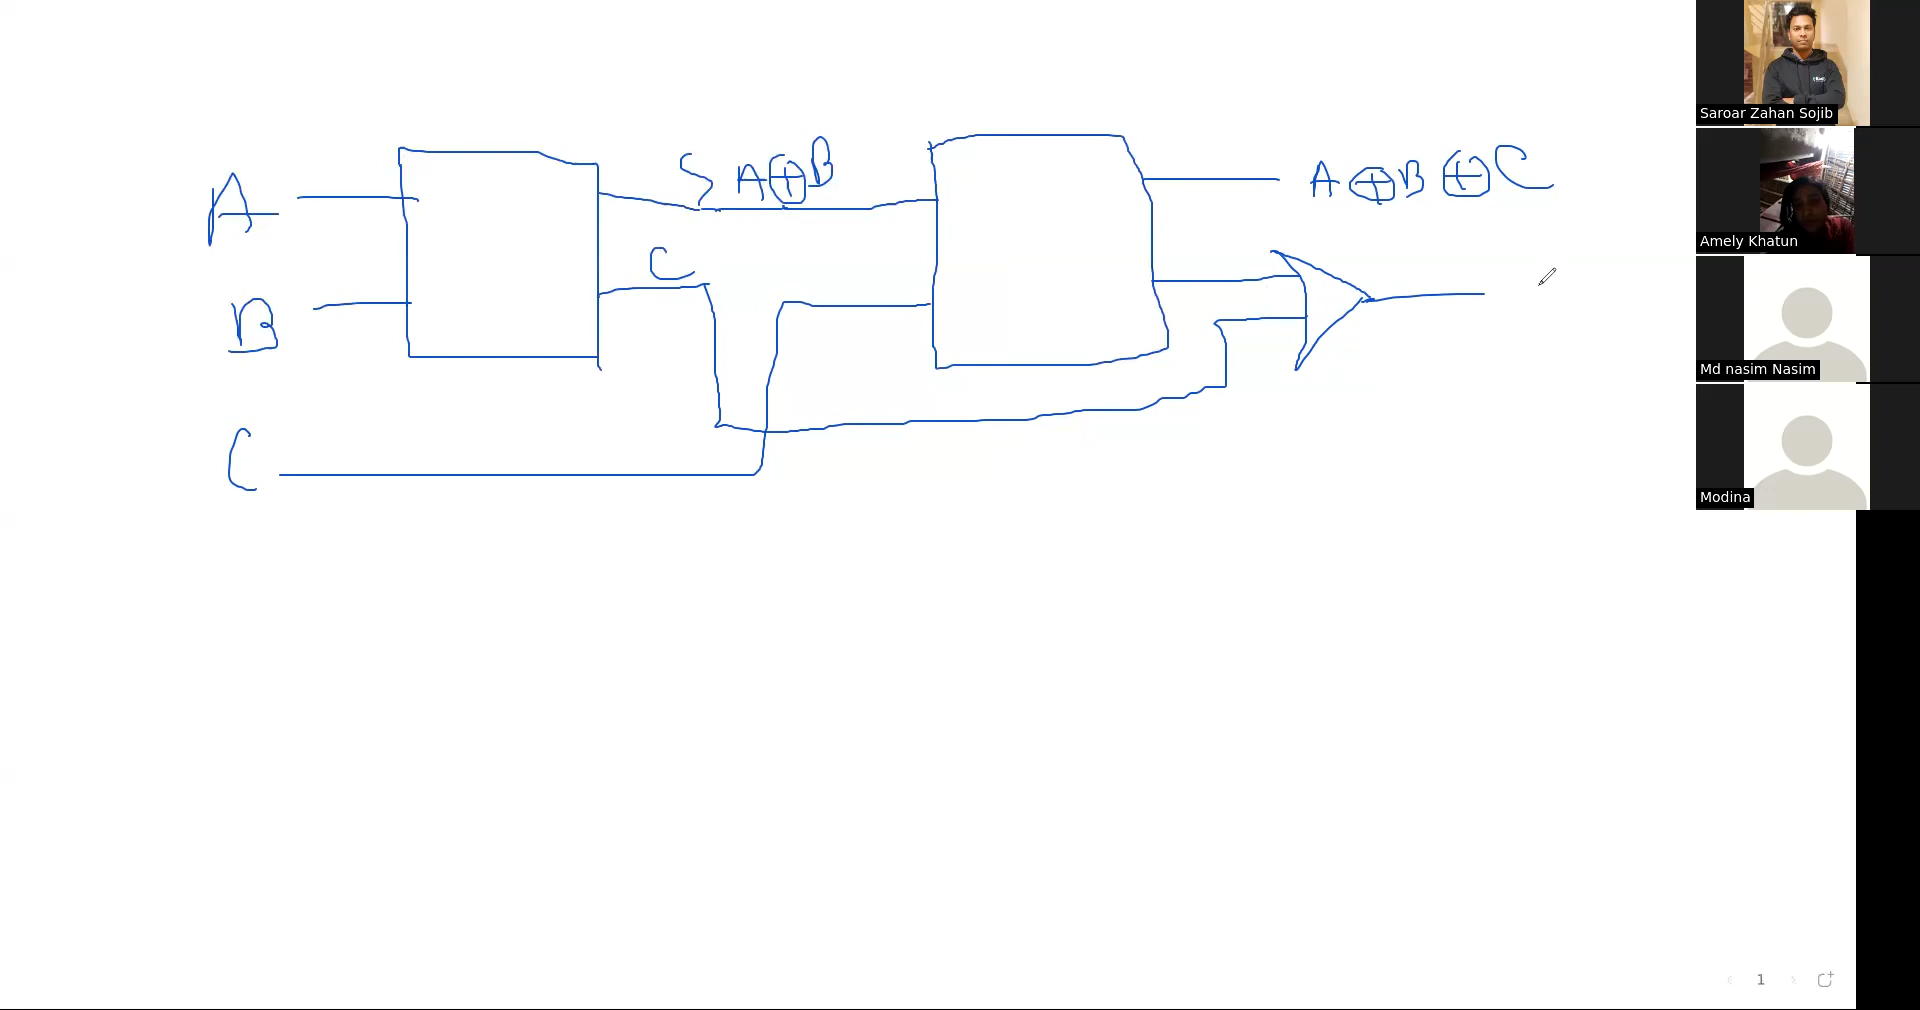 S A⊕B
A⊕B⊕C
A
C
B
C
Saroar Zahan Sojib
Amely Khatun
Md nasim Nasim
Modina
1